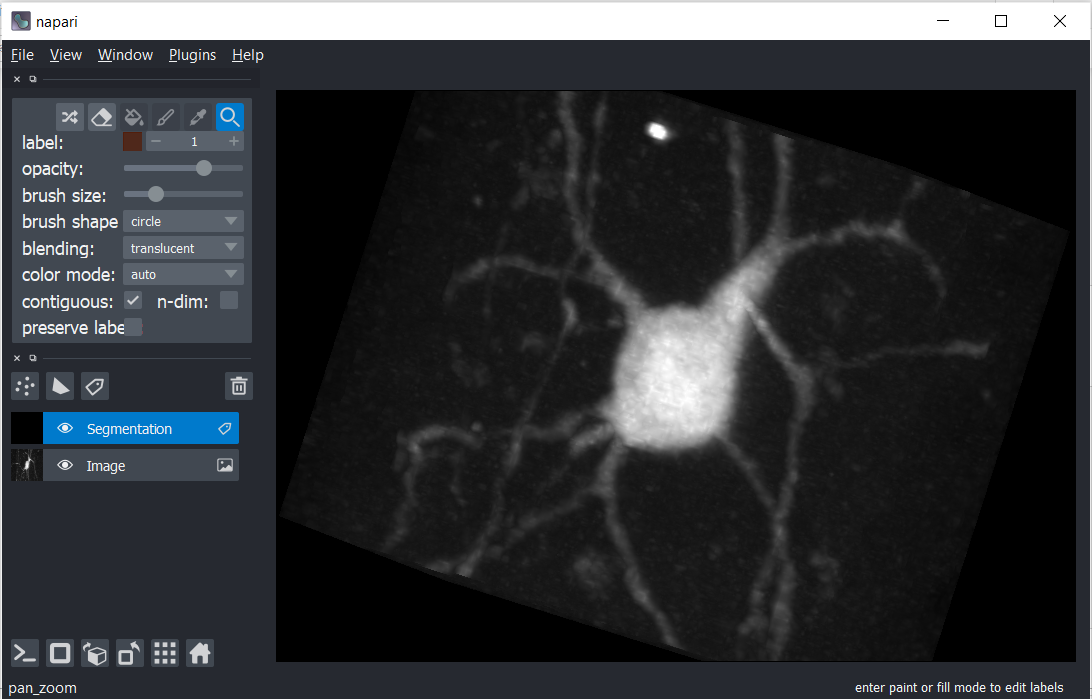 napari
File View Window Plugins Help
label: 1
opacity:
brush size:
brush shape circle
blending: translucent
color mode: auto
contiguous: n-dim:
preserve labe
Segmentation
Image
pan_zoom enter paint or fill mode to edit labels